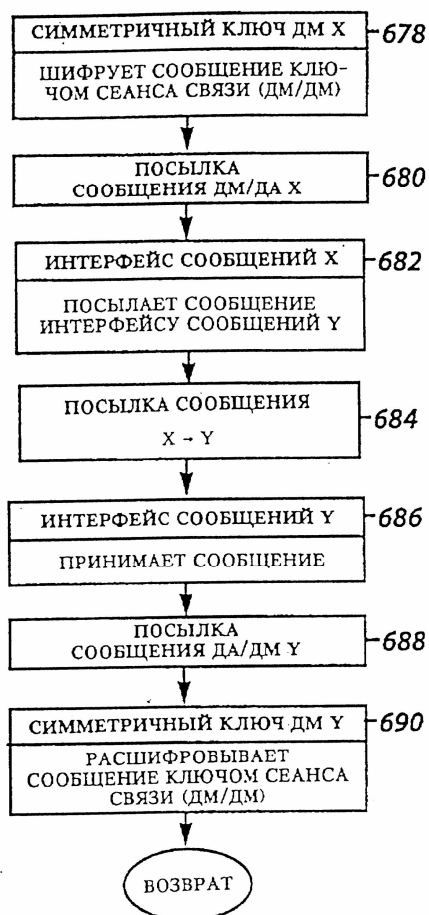 СИММЕТРИЧНЫЙ КЛЮЧ ДМ X 678
ШИФРУЕТ СООБЩЕНИЕ КЛЮ-
ЧОМ СЕАНСА СВЯЗИ (ДМ/ДМ)
ПОСЫЛКА
СООБЩЕНИЯ ДМ/ДА X 680
ИНТЕРФЕЙС СООБЩЕНИЙ X 682
ПОСЫЛАЕТ СООБЩЕНИЕ
ИНТЕРФЕЙСУ СООБЩЕНИЙ Y
ПОСЫЛКА СООБЩЕНИЯ 684
X → Y
ИНТЕРФЕЙС СООБЩЕНИЙ Y 686
ПРИНИМАЕТ СООБЩЕНИЕ
ПОСЫЛКА
СООБЩЕНИЯ ДА/ДМ Y 688
СИММЕТРИЧНЫЙ КЛЮЧ ДМ Y 690
РАСШИФРОВЫВАЕТ
СООБЩЕНИЕ КЛЮЧОМ СЕАНСА
СВЯЗИ (ДМ/ДМ)
ВОЗВРАТ